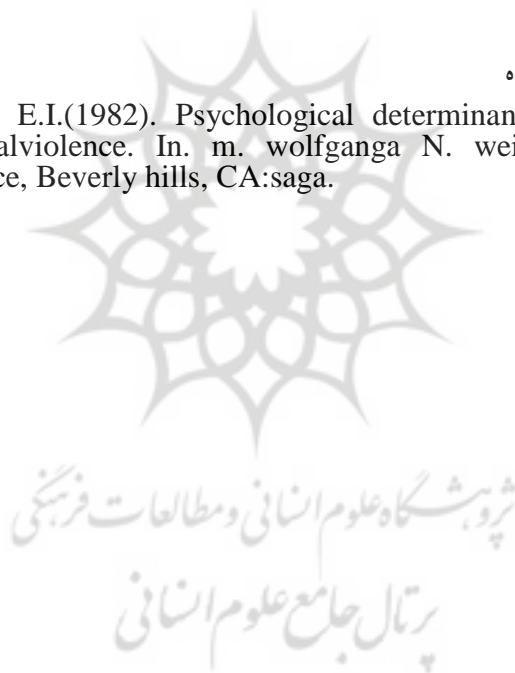 ه
E.I.(1982). Psychological determinan
alviolence. In. m. wolfganga N. wei
ce, Beverly hills, CA:saga.
پژوهشگاه علوم انسانی و مطالعات فرهنگی
پرتال جامع علوم انسانی